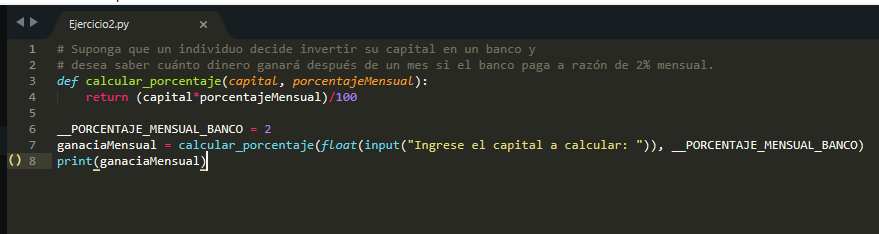 Ejercicio2.py ×
1 # Suponga que un individuo decide invertir su capital en un banco y
2 # desea saber cuánto dinero ganará después de un mes si el banco paga a razón de 2% mensual.
3 def calcular_porcentaje(capital, porcentajeMensual):
4     return (capital*porcentajeMensual)/100
5
6 __PORCENTAJE_MENSUAL_BANCO = 2
7 ganaciaMensual = calcular_porcentaje(float(input("Ingrese el capital a calcular: ")), __PORCENTAJE_MENSUAL_BANCO)
() 8 print(ganaciaMensual)